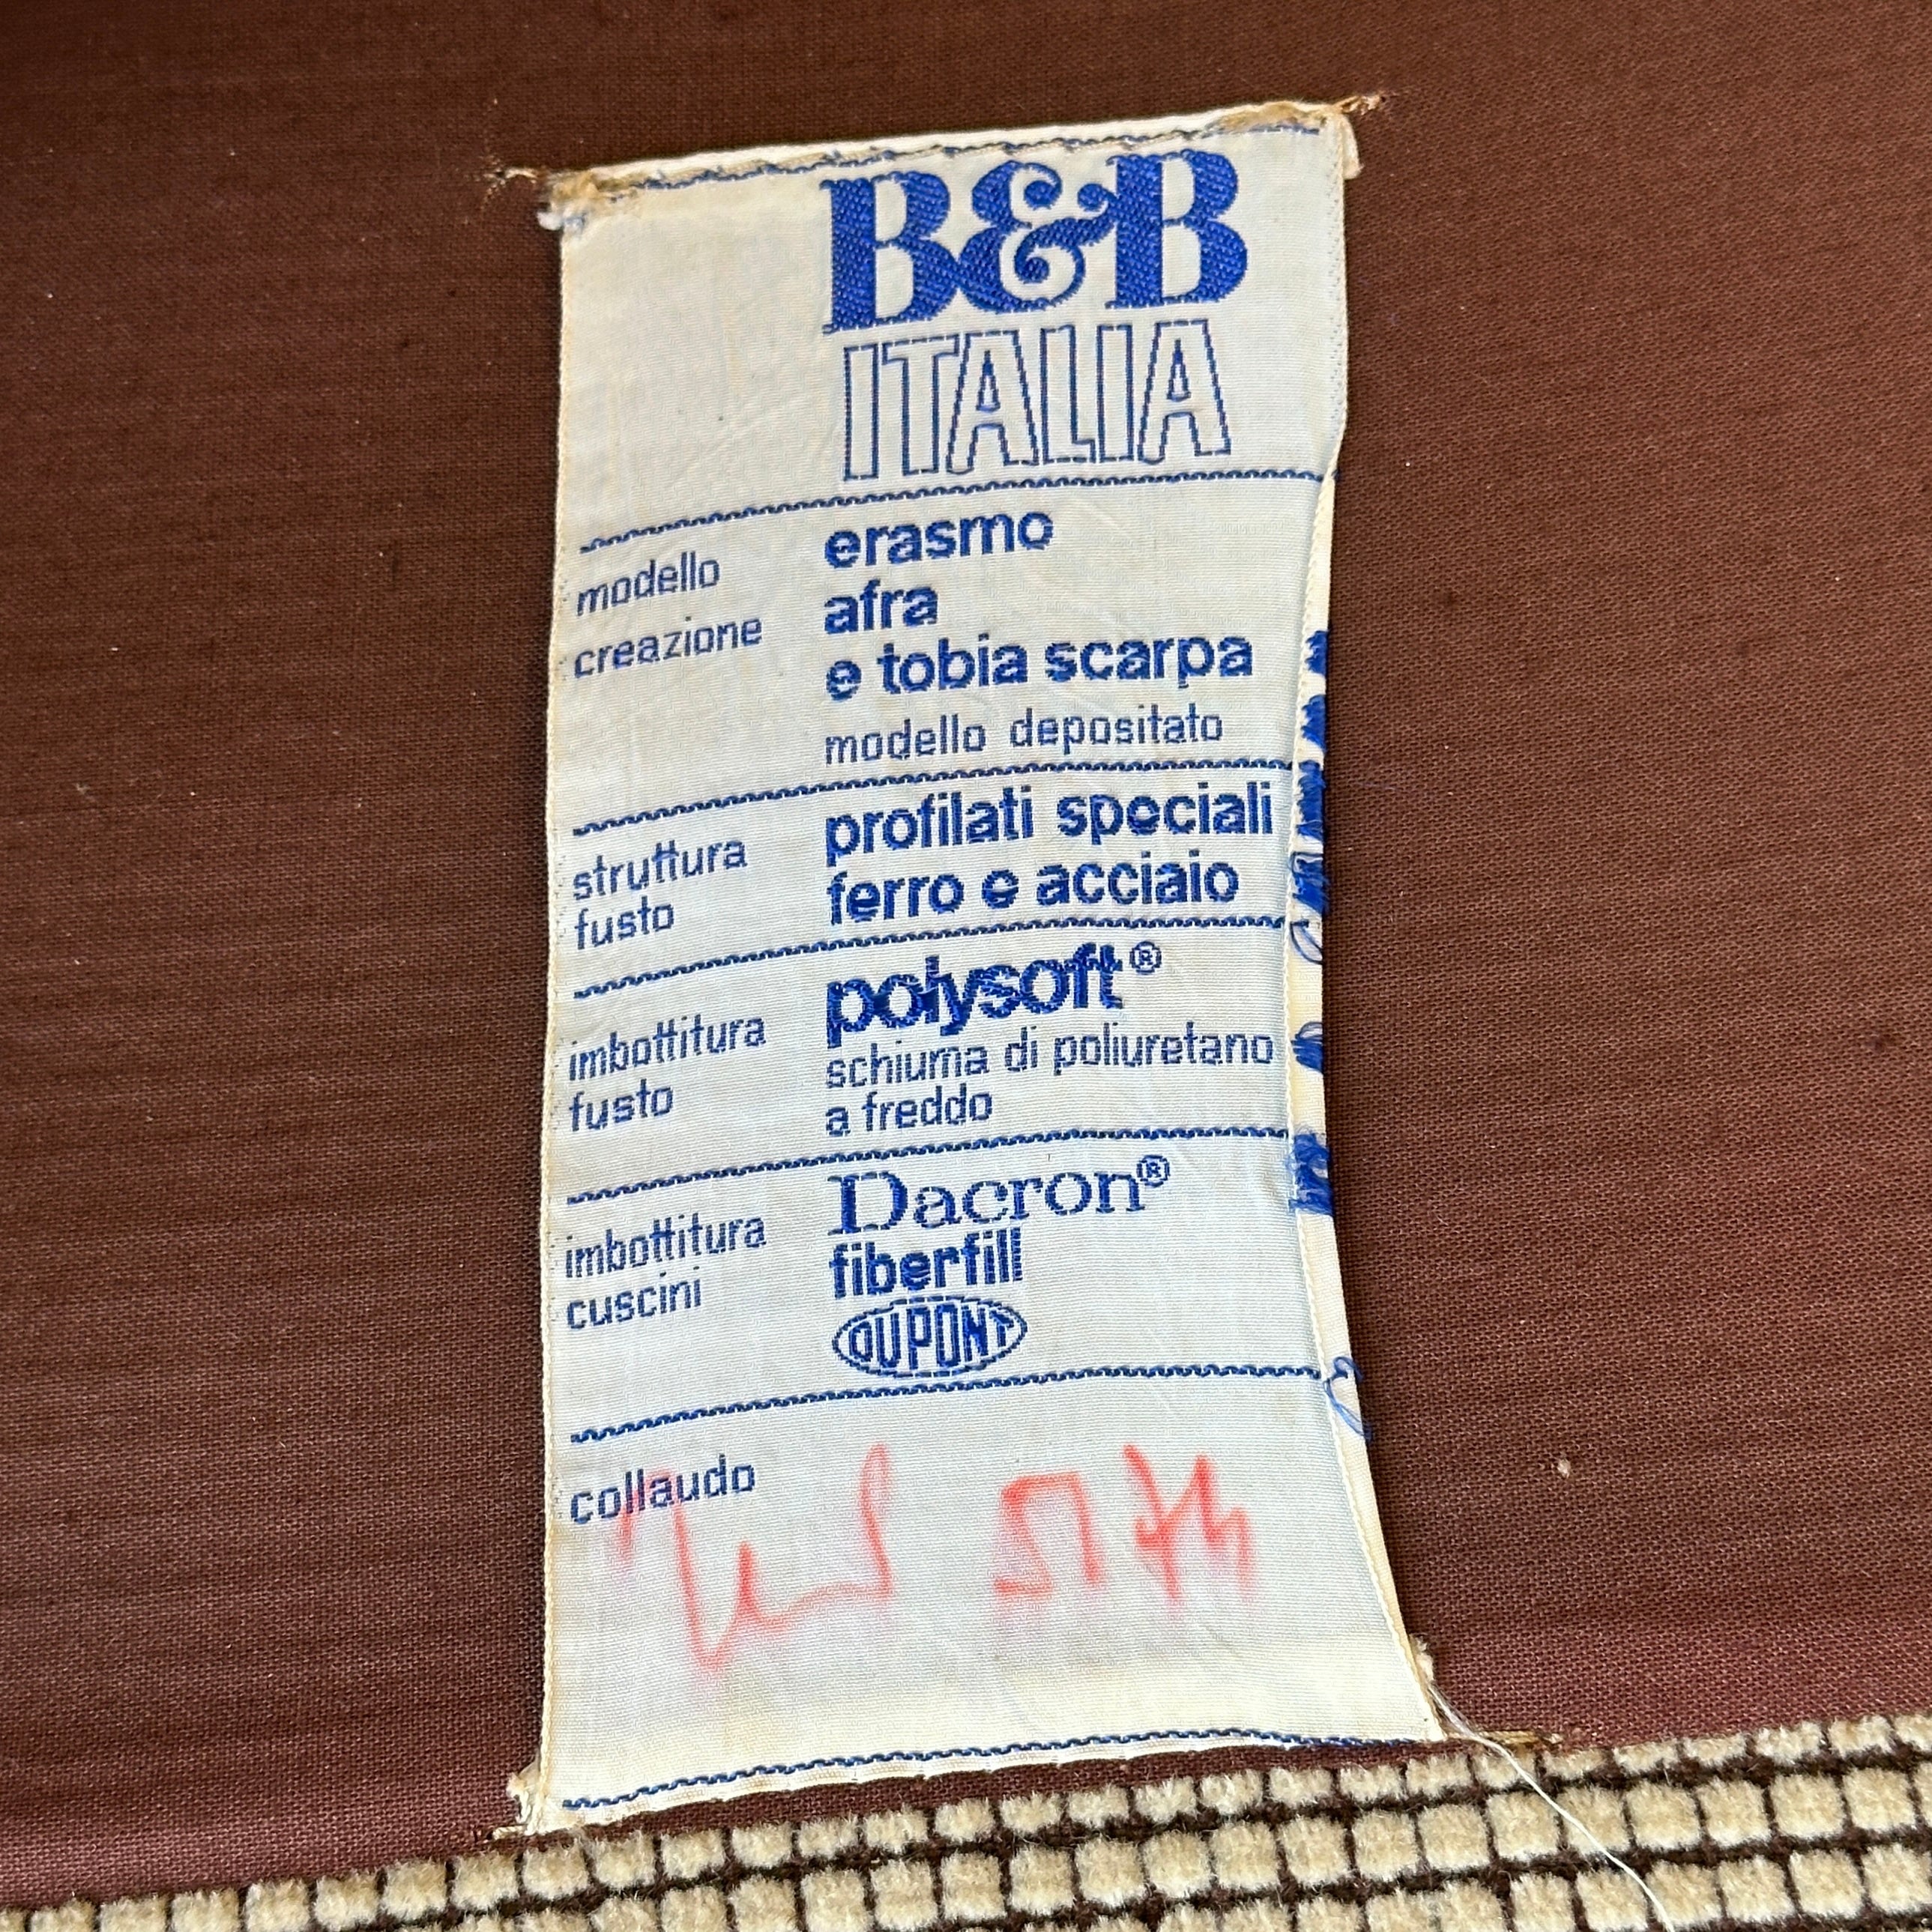 B&B
ITALIA
modello erasmo
creazione afra
e tobia scarpa
modello depositato
struttura profilati speciali
fusto ferro e acciaio
imbottitura polysoft®
fusto schiuma di poliuretano
a freddo
imbottitura Dacron®
cuscini fiberfill
DUPONT
collaudo